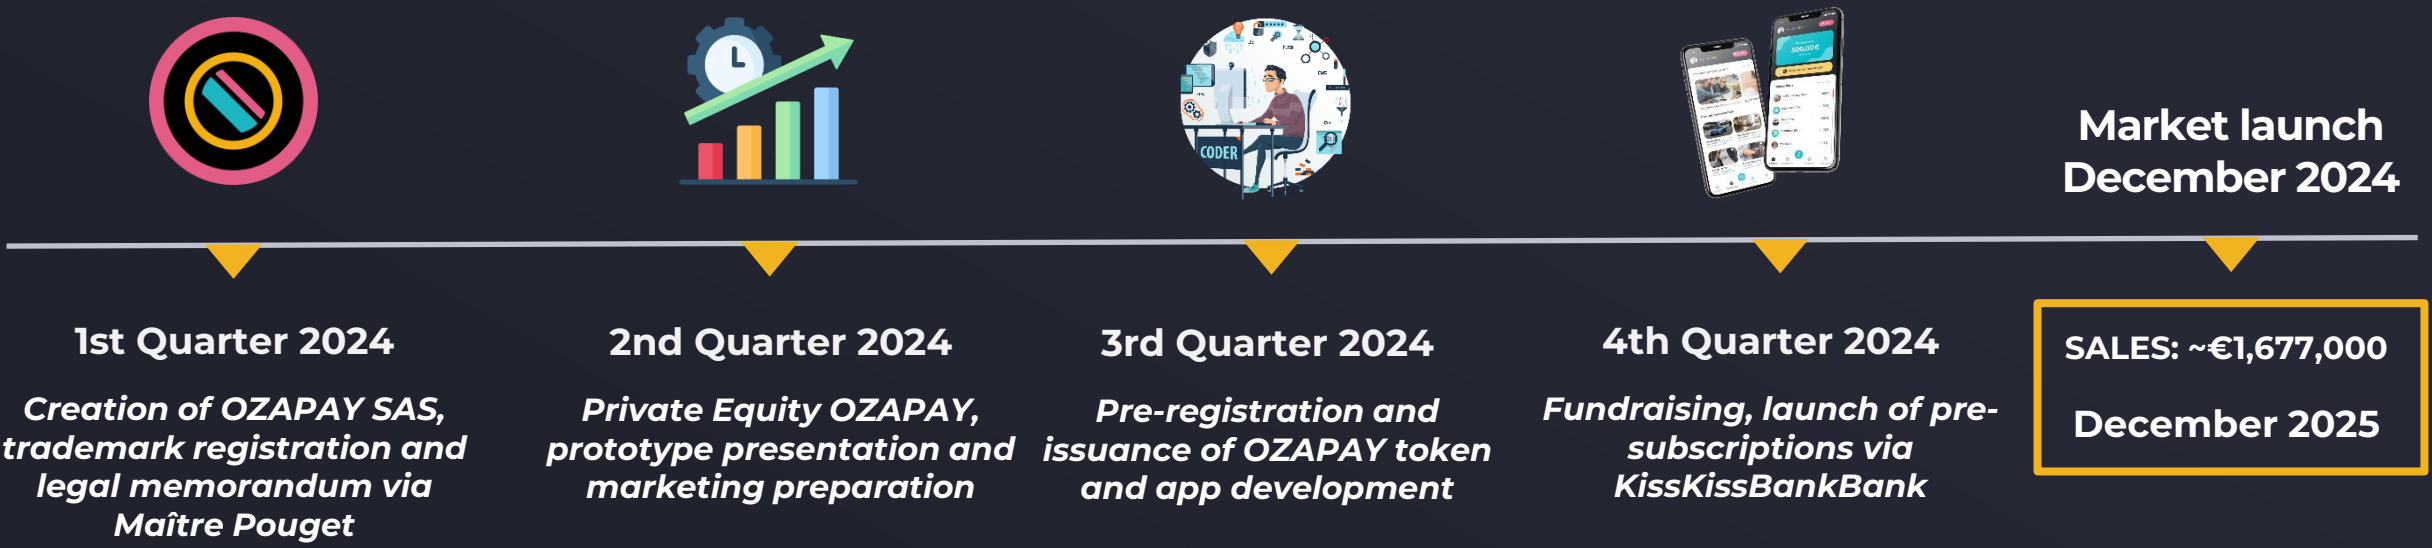 CODER
500,00 €
Market launch
December 2024
1st Quarter 2024
Creation of OZAPAY SAS,
trademark registration and
legal memorandum via
Maître Pouget
2nd Quarter 2024
Private Equity OZAPAY,
prototype presentation and
marketing preparation
3rd Quarter 2024
Pre-registration and
issuance of OZAPAY token
and app development
4th Quarter 2024
Fundraising, launch of pre-
subscriptions via
KissKissBankBank
SALES: ~€1,677,000
December 2025